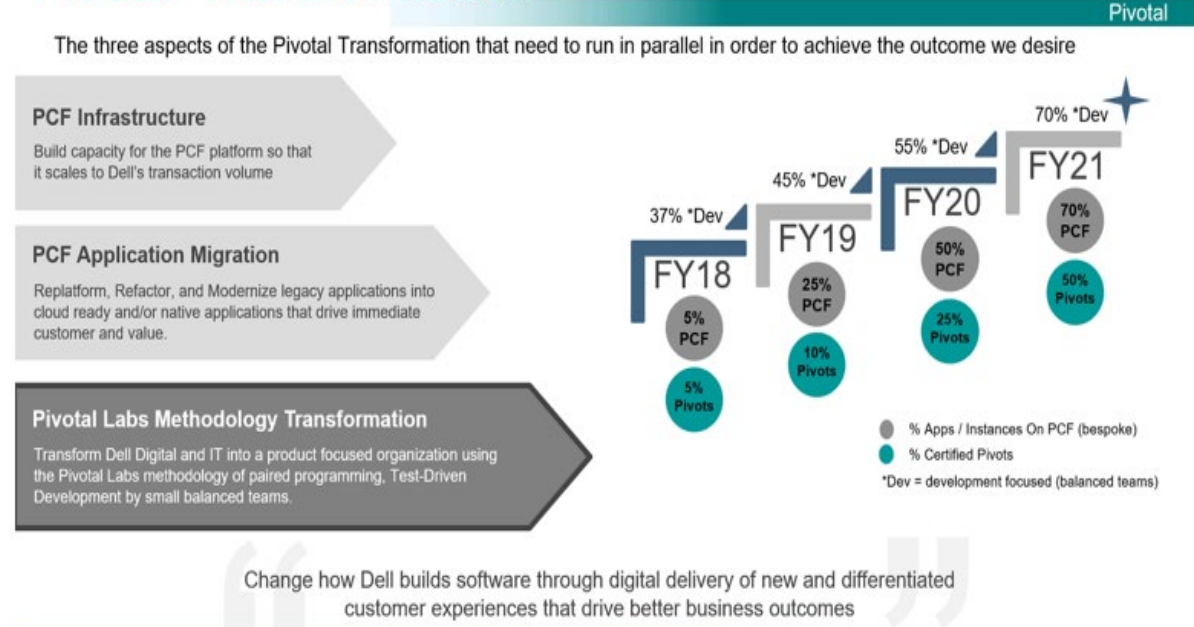 Pivotal
The three aspects of the Pivotal Transformation that need to run in parallel in order to achieve the outcome we desire
PCF Infrastructure
Build capacity for the PCF platform so that
it scales to Dell's transaction volume
PCF Application Migration
Replatform, Refactor, and Modernize legacy applications into
cloud ready and/or native applications that drive immediate
customer and value.
Pivotal Labs Methodology Transformation
Transform Dell Digital and IT into a product focused organization using
the Pivotal Labs methodology of paired programming, Test-Driven
Development by small balanced teams.
37% *Dev
FY18
5%
PCF
5%
Pivots
45% *Dev
FY19
25%
PCF
10%
Pivots
55% *Dev
FY20
50%
PCF
25%
Pivots
70% *Dev
FY21
70%
PCF
50%
Pivots
% Apps / Instances On PCF (bespoke)
% Certified Pivots
*Dev = development focused (balanced teams)
“
Change how Dell builds software through digital delivery of new and differentiated
customer experiences that drive better business outcomes
”